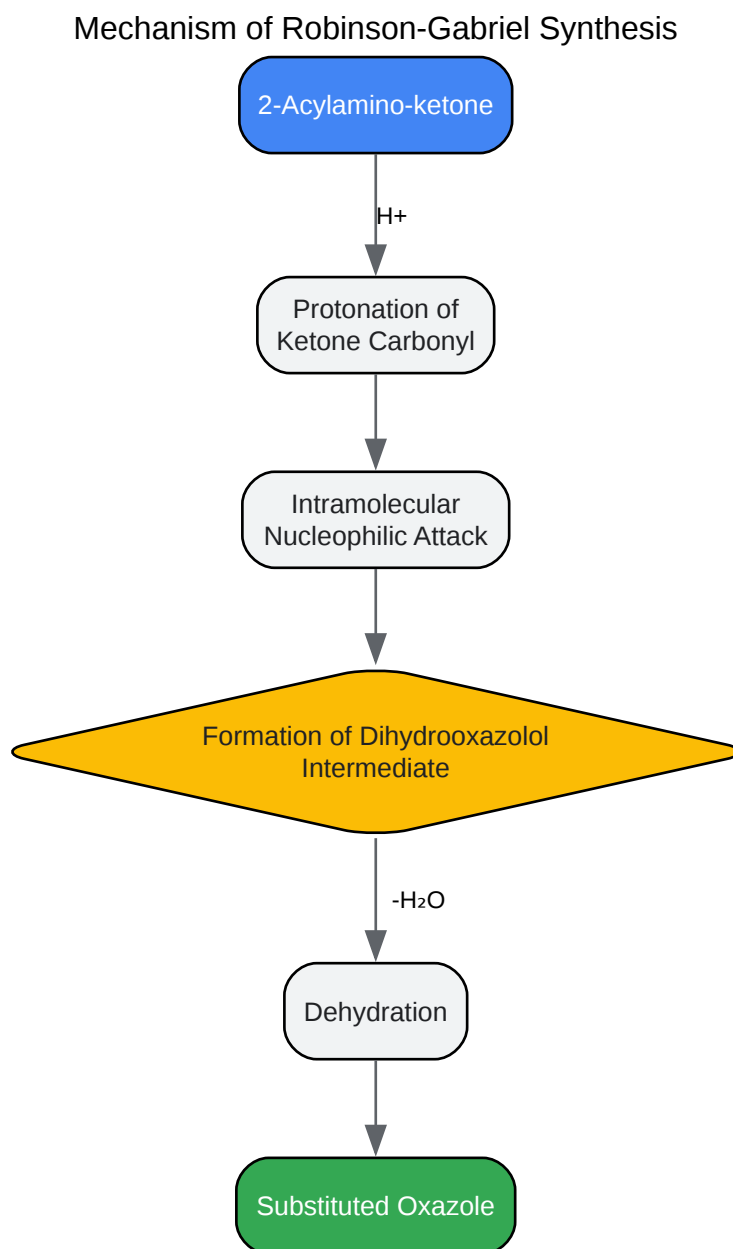 Mechanism of Robinson-Gabriel Synthesis
2-Acylamino-ketone
H+
Protonation of
Ketone Carbonyl
Intramolecular
Nucleophilic Attack
Formation of Dihydrooxazolol
Intermediate
-H₂O
Dehydration
Substituted Oxazole